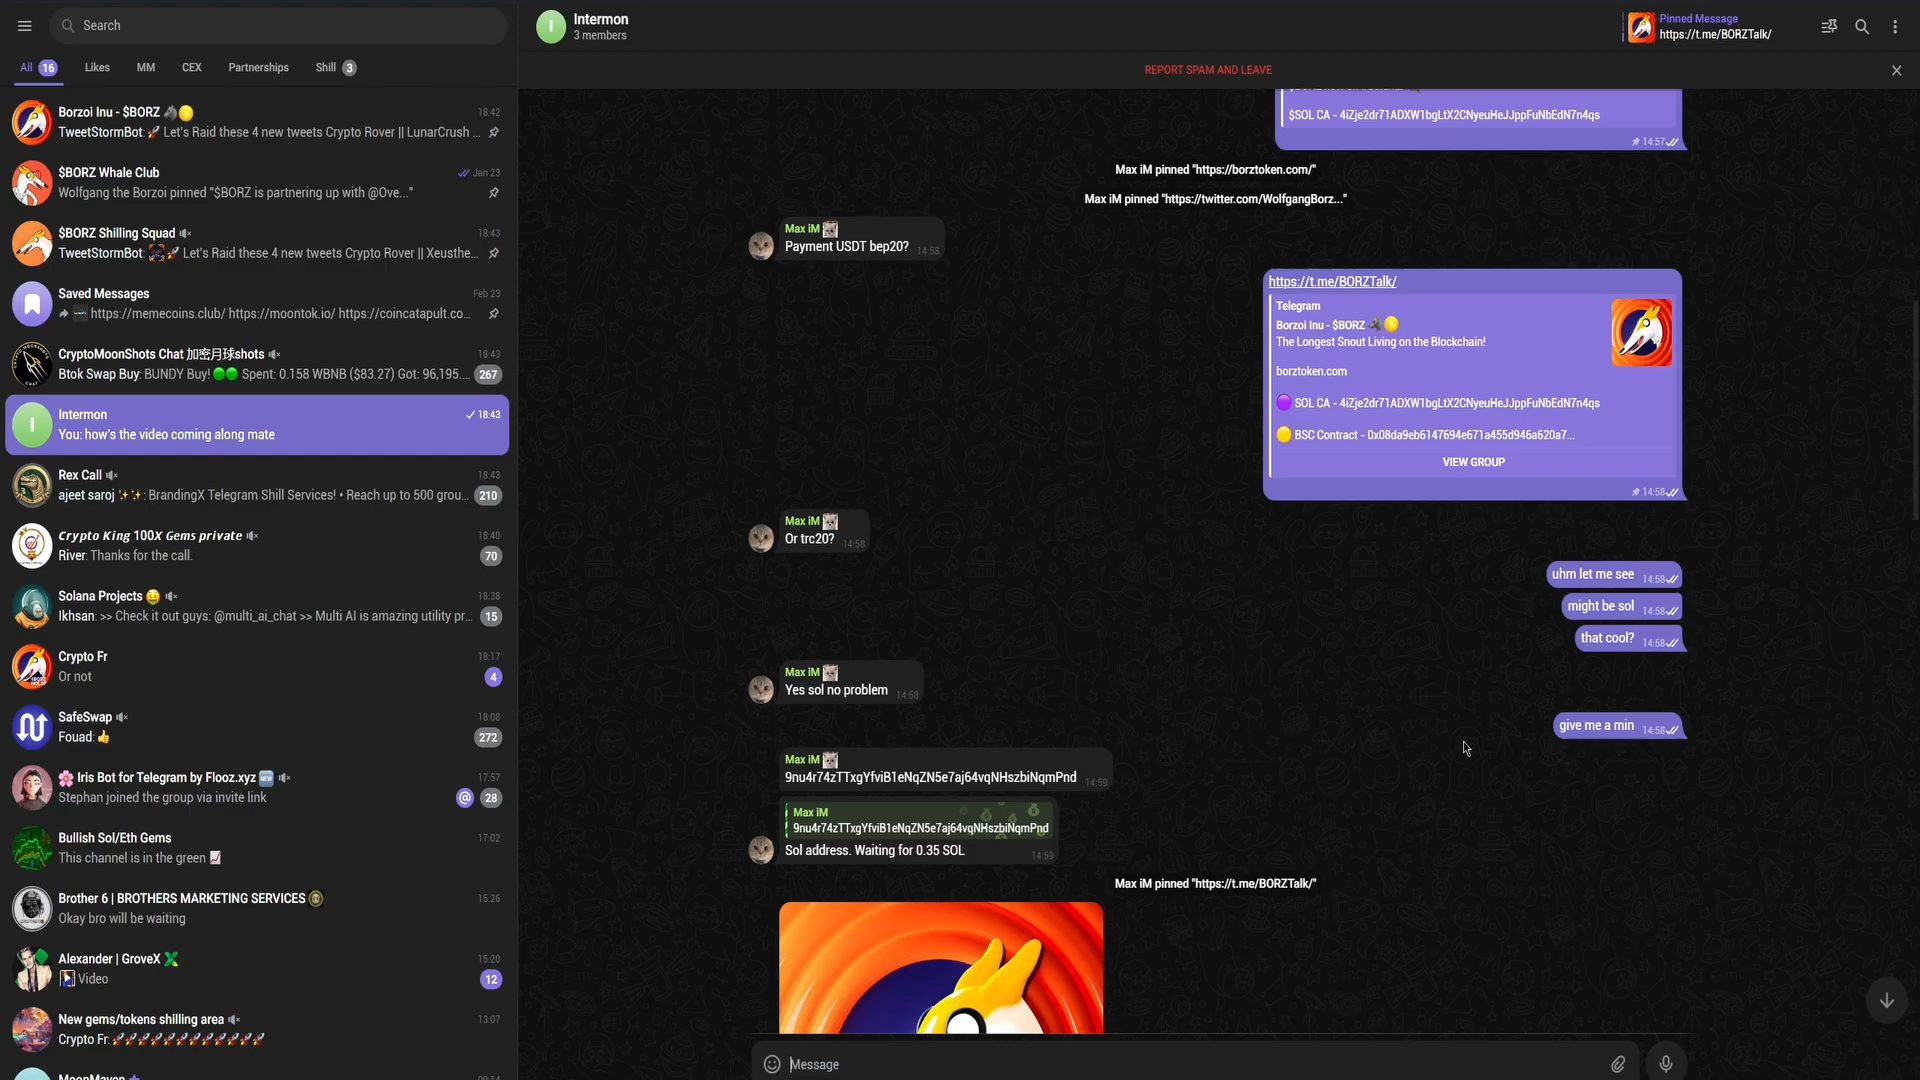 Search
All 16
Likes
MM
CEX
Partnerships
Shill 3
Borzoi Inu - $BORZ
18:42
TweetStormBot: 🚀 Let's Raid these 4 new tweets Crypto Rover || LunarCrush ...
$BORZ Whale Club
Jan 23
Wolfgang the Borzoi pinned "$BORZ is partnering up with @Ove..."
$BORZ Shilling Squad
18:43
TweetStormBot: 🚀 Let's Raid these 4 new tweets Crypto Rover || Xeusthe...
Saved Messages
Feb 23
https://memecoins.club/ https://moontok.io/ https://coincatapult.co...
CryptoMoonShots Chat 加密月球shots
18:43
Btok Swap Buy: BUNDY Buy! 🟢🟢 Spent: 0.158 WBNB ($83.27) Got: 96,195....
267
Intermon
18:43
You: how's the video coming along mate
Rex Call
18:43
ajeet saroj ✨✨: BrandingX Telegram Shill Services! • Reach up to 500 grou...
210
Crypto King 100X Gems private
18:40
River: Thanks for the call.
70
Solana Projects 🤑
18:38
Ikhsan: >> Check it out guys: @multi_ai_chat >> Multi AI is amazing utility pr...
15
Crypto Fr
18:17
Or not
4
SafeSwap
18:08
Fouad: 👍
272
🌸 Iris Bot for Telegram by Flooz.xyz 🆕
17:57
Stephan joined the group via invite link
@ 28
Bullish Sol/Eth Gems
17:02
This channel is in the green 📈
Brother 6 | BROTHERS MARKETING SERVICES
15:26
Okay bro will be waiting
Alexander | GroveX
15:20
Video
12
New gems/tokens shilling area
13:07
Crypto Fr: 🚀🚀🚀🚀🚀🚀🚀🚀🚀🚀🚀🚀
MoonMaven
09:14
I
Intermon
3 members
Pinned Message
https://t.me/BORZTalk/
REPORT SPAM AND LEAVE
$SOL CA - 4iZje2dr71ADXW1bgLtX2CNyeuHeJJppFuNbEdN7n4qs
14:57
Max iM pinned "https://borztoken.com/"
Max iM pinned "https://twitter.com/WolfgangBorz..."
Max iM
Payment USDT bep20? 14:58
https://t.me/BORZTalk/
Telegram
Borzoi Inu - $BORZ
The Longest Snout Living on the Blockchain!
borztoken.com
🟣 SOL CA - 4iZje2dr71ADXW1bgLtX2CNyeuHeJJppFuNbEdN7n4qs
🟡 BSC Contract - 0x08da9eb6147694e671a455d946a620a7...
VIEW GROUP
14:58
Max iM
Or trc20? 14:58
uhm let me see 14:58
might be sol 14:58
that cool? 14:58
Max iM
Yes sol no problem 14:58
give me a min 14:58
Max iM
9nu4r74zTTxgYfviB1eNqZN5e7aj64vqNHszbiNqmPnd 14:59
Max iM
9nu4r74zTTxgYfviB1eNqZN5e7aj64vqNHszbiNqmPnd
Sol address. Waiting for 0.35 SOL 14:59
Max iM pinned "https://t.me/BORZTalk/"
Message